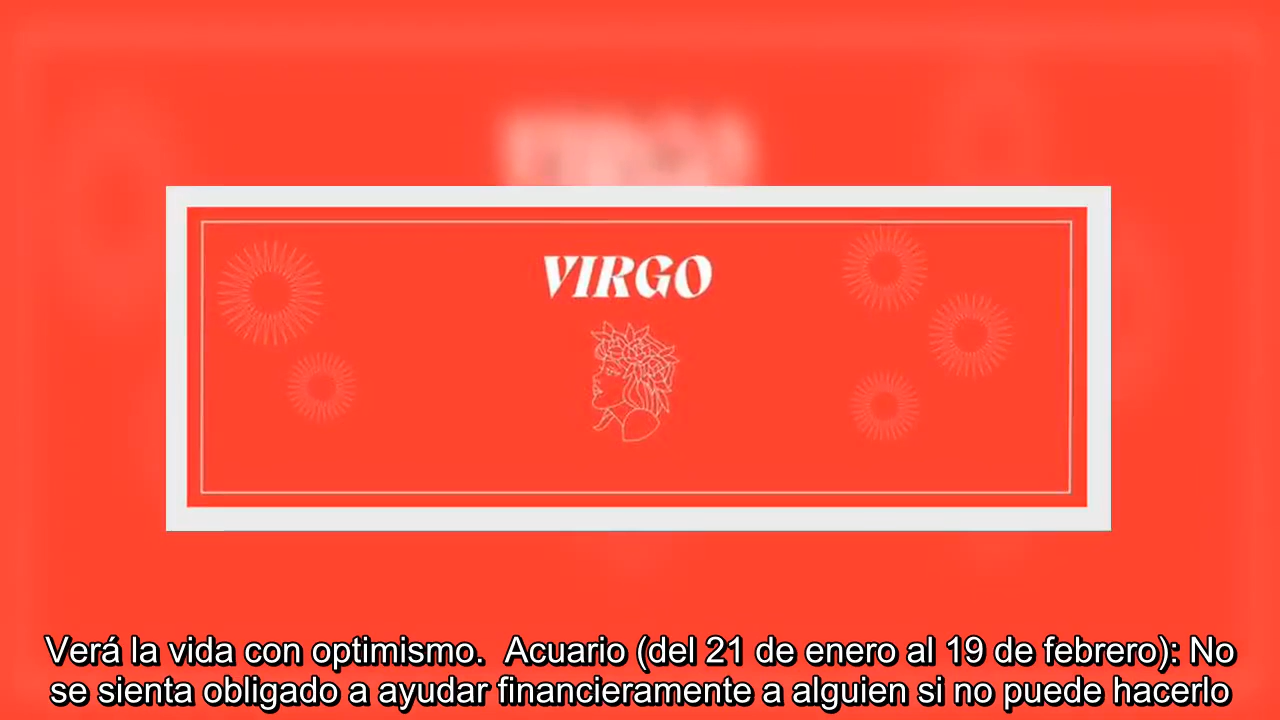 VIRGO
VIRGO
Verá la vida con optimismo.  Acuario (del 21 de enero al 19 de febrero): No
se sienta obligado a ayudar financieramente a alguien si no puede hacerlo